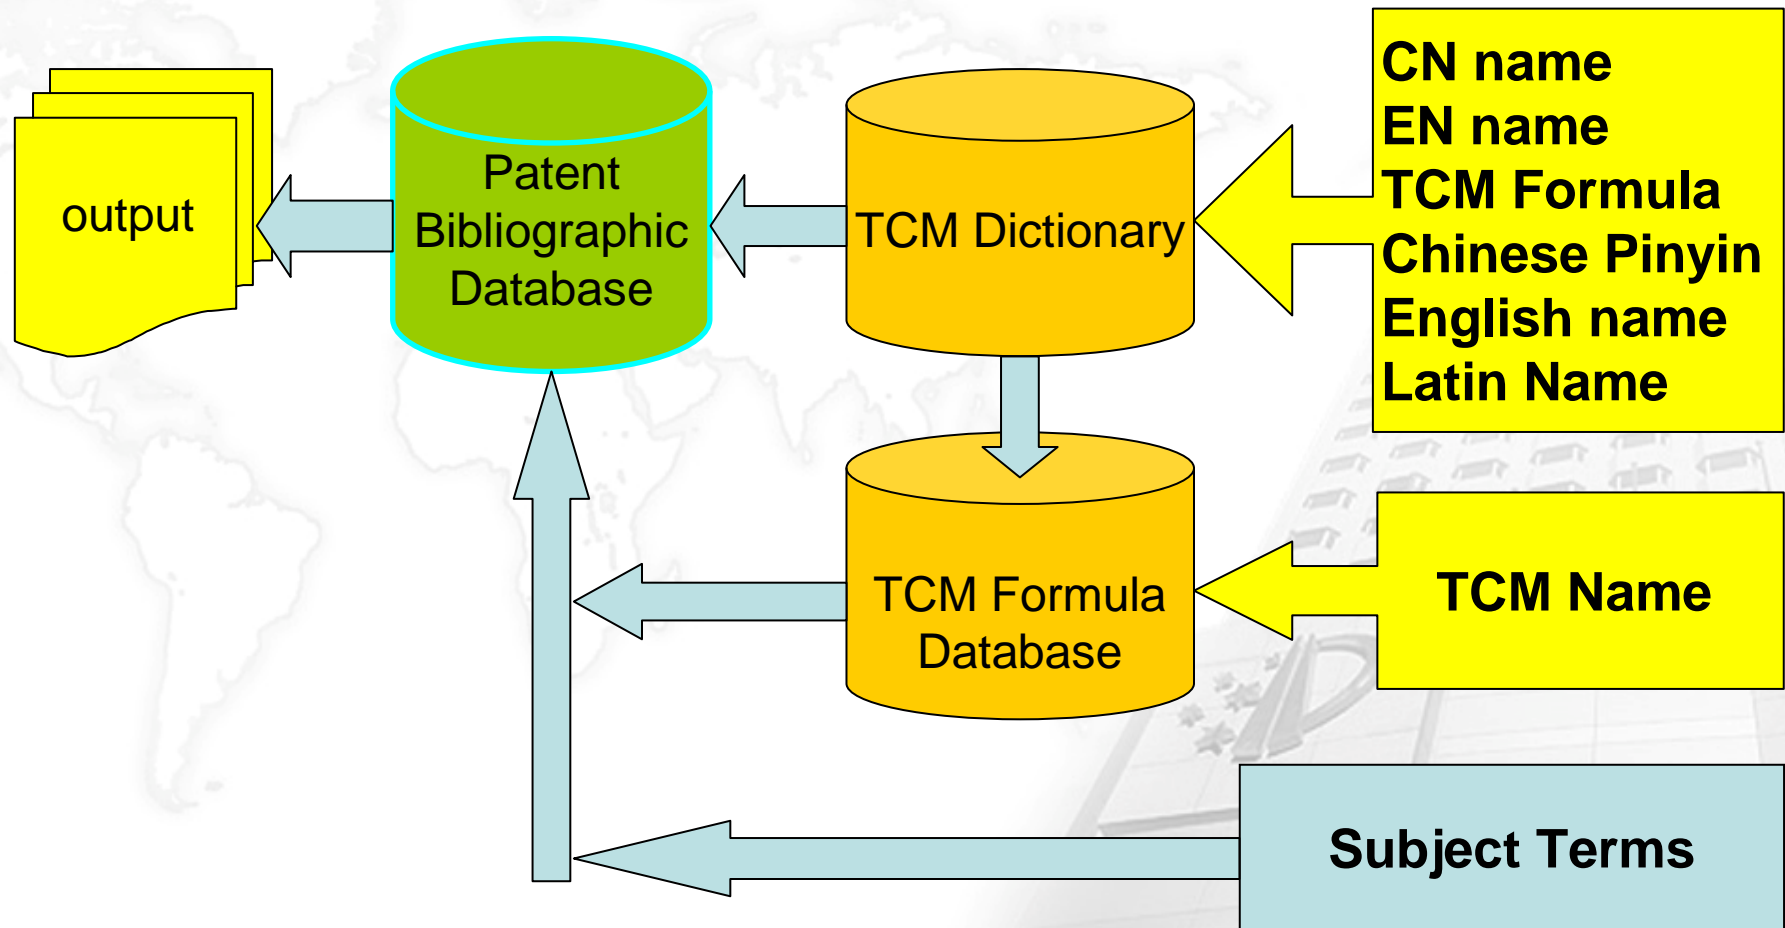 output
Patent
Bibliographic
Database
TCM Dictionary
CN name
EN name
TCM Formula
Chinese Pinyin
English name
Latin Name
TCM Formula
Database
TCM Name
Subject Terms